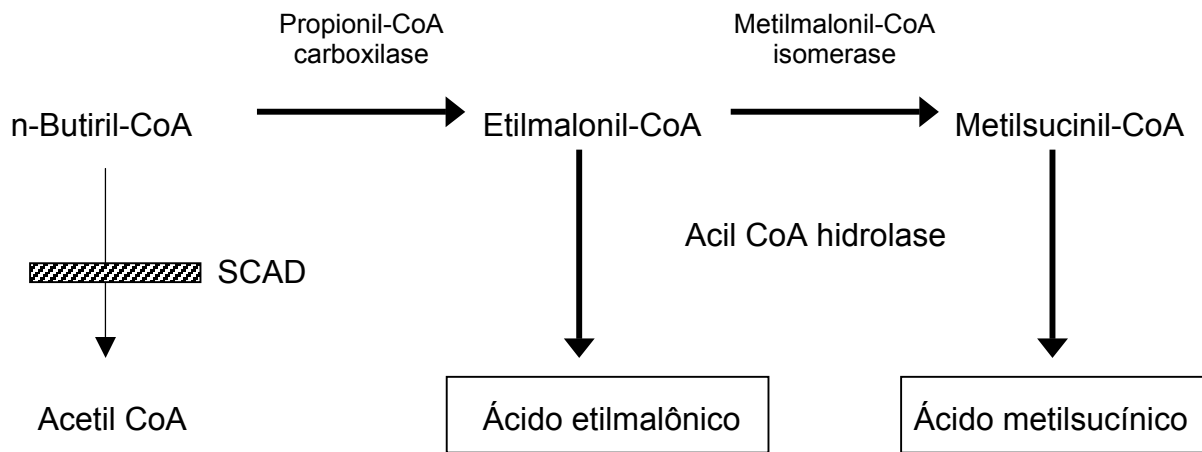 Propionil-CoA
carboxilase
Metilmalonil-CoA
isomerase
n-Butiril-CoA
Etilmalonil-CoA
Metilsucinil-CoA
Acil CoA hidrolase
SCAD
Acetil CoA
Ácido etilmalônico
Ácido metilsucínico